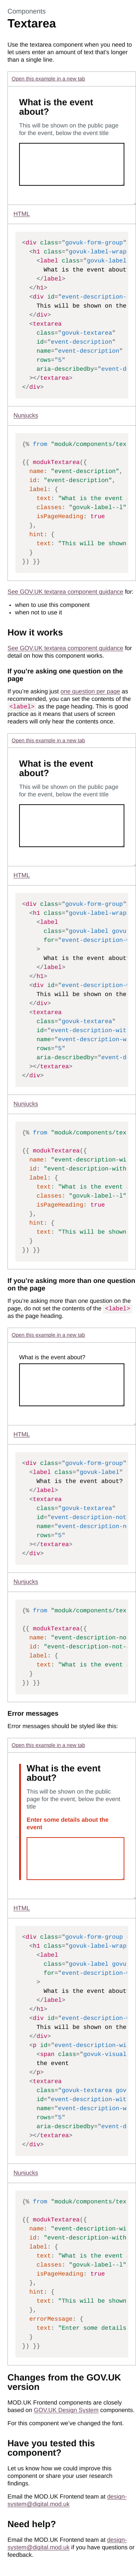 Components
Textarea
Use the textarea component when you need to
let users enter an amount of text that's longer
than a single line.
Open this example in a new tab
What is the event
about?
This will be shown on the public page
for the event, below the event title
HTML
<div class="govuk-form-group"
<h1 class="govuk-label-wrap
<label class="govuk-label
What is the event about
</label>
</h1>
<div id="event-description-
This will be shown on the
</div>
<textarea
class="govuk-textarea"
id="event-description"
name="event-description"
rows="5"
aria-describedby="event-d
></textarea>
</div>
Nunjucks
{% from "moduk/components/tex
{{ modukTextarea({
name: "event-description",
id: "event-description",
label: {
text: "What is the event
classes: "govuk-label--l"
isPageHeading: true
},
hint: {
text: "This will be shown
}
}) }}
See GOV.UK textarea component guidance for:
• when to use this component
• when not to use it
How it works
See GOV.UK textarea component guidance for
detail on how this component works.
If you're asking one question on the
page
If you're asking just one question per page as
recommended, you can set the contents of the
<label> as the page heading. This is good
practice as it means that users of screen
readers will only hear the contents once.
Open this example in a new tab
What is the event
about?
This will be shown on the public page
for the event, below the event title
HTML
<div class="govuk-form-group"
<h1 class="govuk-label-wrap
<label
class="govuk-label govu
for="event-description-
>
What is the event about
</label>
</h1>
<div id="event-description-
This will be shown on the
</div>
<textarea
class="govuk-textarea"
id="event-description-wit
name="event-description-w
rows="5"
aria-describedby="event-d
></textarea>
</div>
Nunjucks
{% from "moduk/components/tex
{{ modukTextarea({
name: "event-description-wi
id: "event-description-with
label: {
text: "What is the event
classes: "govuk-label--l"
isPageHeading: true
},
hint: {
text: "This will be shown
}
}) }}
If you're asking more than one question
on the page
If you're asking more than one question on the
page, do not set the contents of the <label>
as the page heading.
Open this example in a new tab
What is the event about?
HTML
<div class="govuk-form-group"
<label class="govuk-label"
What is the event about?
</label>
<textarea
class="govuk-textarea"
id="event-description-not
name="event-description-n
rows="5"
></textarea>
</div>
Nunjucks
{% from "moduk/components/tex
{{ modukTextarea({
name: "event-description-no
id: "event-description-not-
label: {
text: "What is the event
}
}) }}
Error messages
Error messages should be styled like this:
Open this example in a new tab
What is the event
about?
This will be shown on the public
page for the event, below the event
title
Enter some details about the
event
HTML
<div class="govuk-form-group
<h1 class="govuk-label-wrap
<label
class="govuk-label govu
for="event-description-
>
What is the event about
</label>
</h1>
<div id="event-description-w
This will be shown on the
</div>
<p id="event-description-wi
<span class="govuk-visual
the event
</p>
<textarea
class="govuk-textarea gov
id="event-description-wit
name="event-description-w
rows="5"
aria-describedby="event-d
></textarea>
</div>
Nunjucks
{% from "moduk/components/tex
{{ modukTextarea({
name: "event-description-wi
id: "event-description-with
label: {
text: "What is the event
classes: "govuk-label--l"
isPageHeading: true
},
hint: {
text: "This will be shown
},
errorMessage: {
text: "Enter some details
}
}) }}
Changes from the GOV.UK
version
MOD.UK Frontend components are closely
based on GOV.UK Design System components.
For this component we've changed the font.
Have you tested this
component?
Let us know how we could improve this
component or share your user research
findings.
Email the MOD.UK Frontend team at design-
system@digital.mod.uk
Need help?
Email the MOD.UK Frontend team at design-
system@digital.mod.uk if you have questions or
feedback.